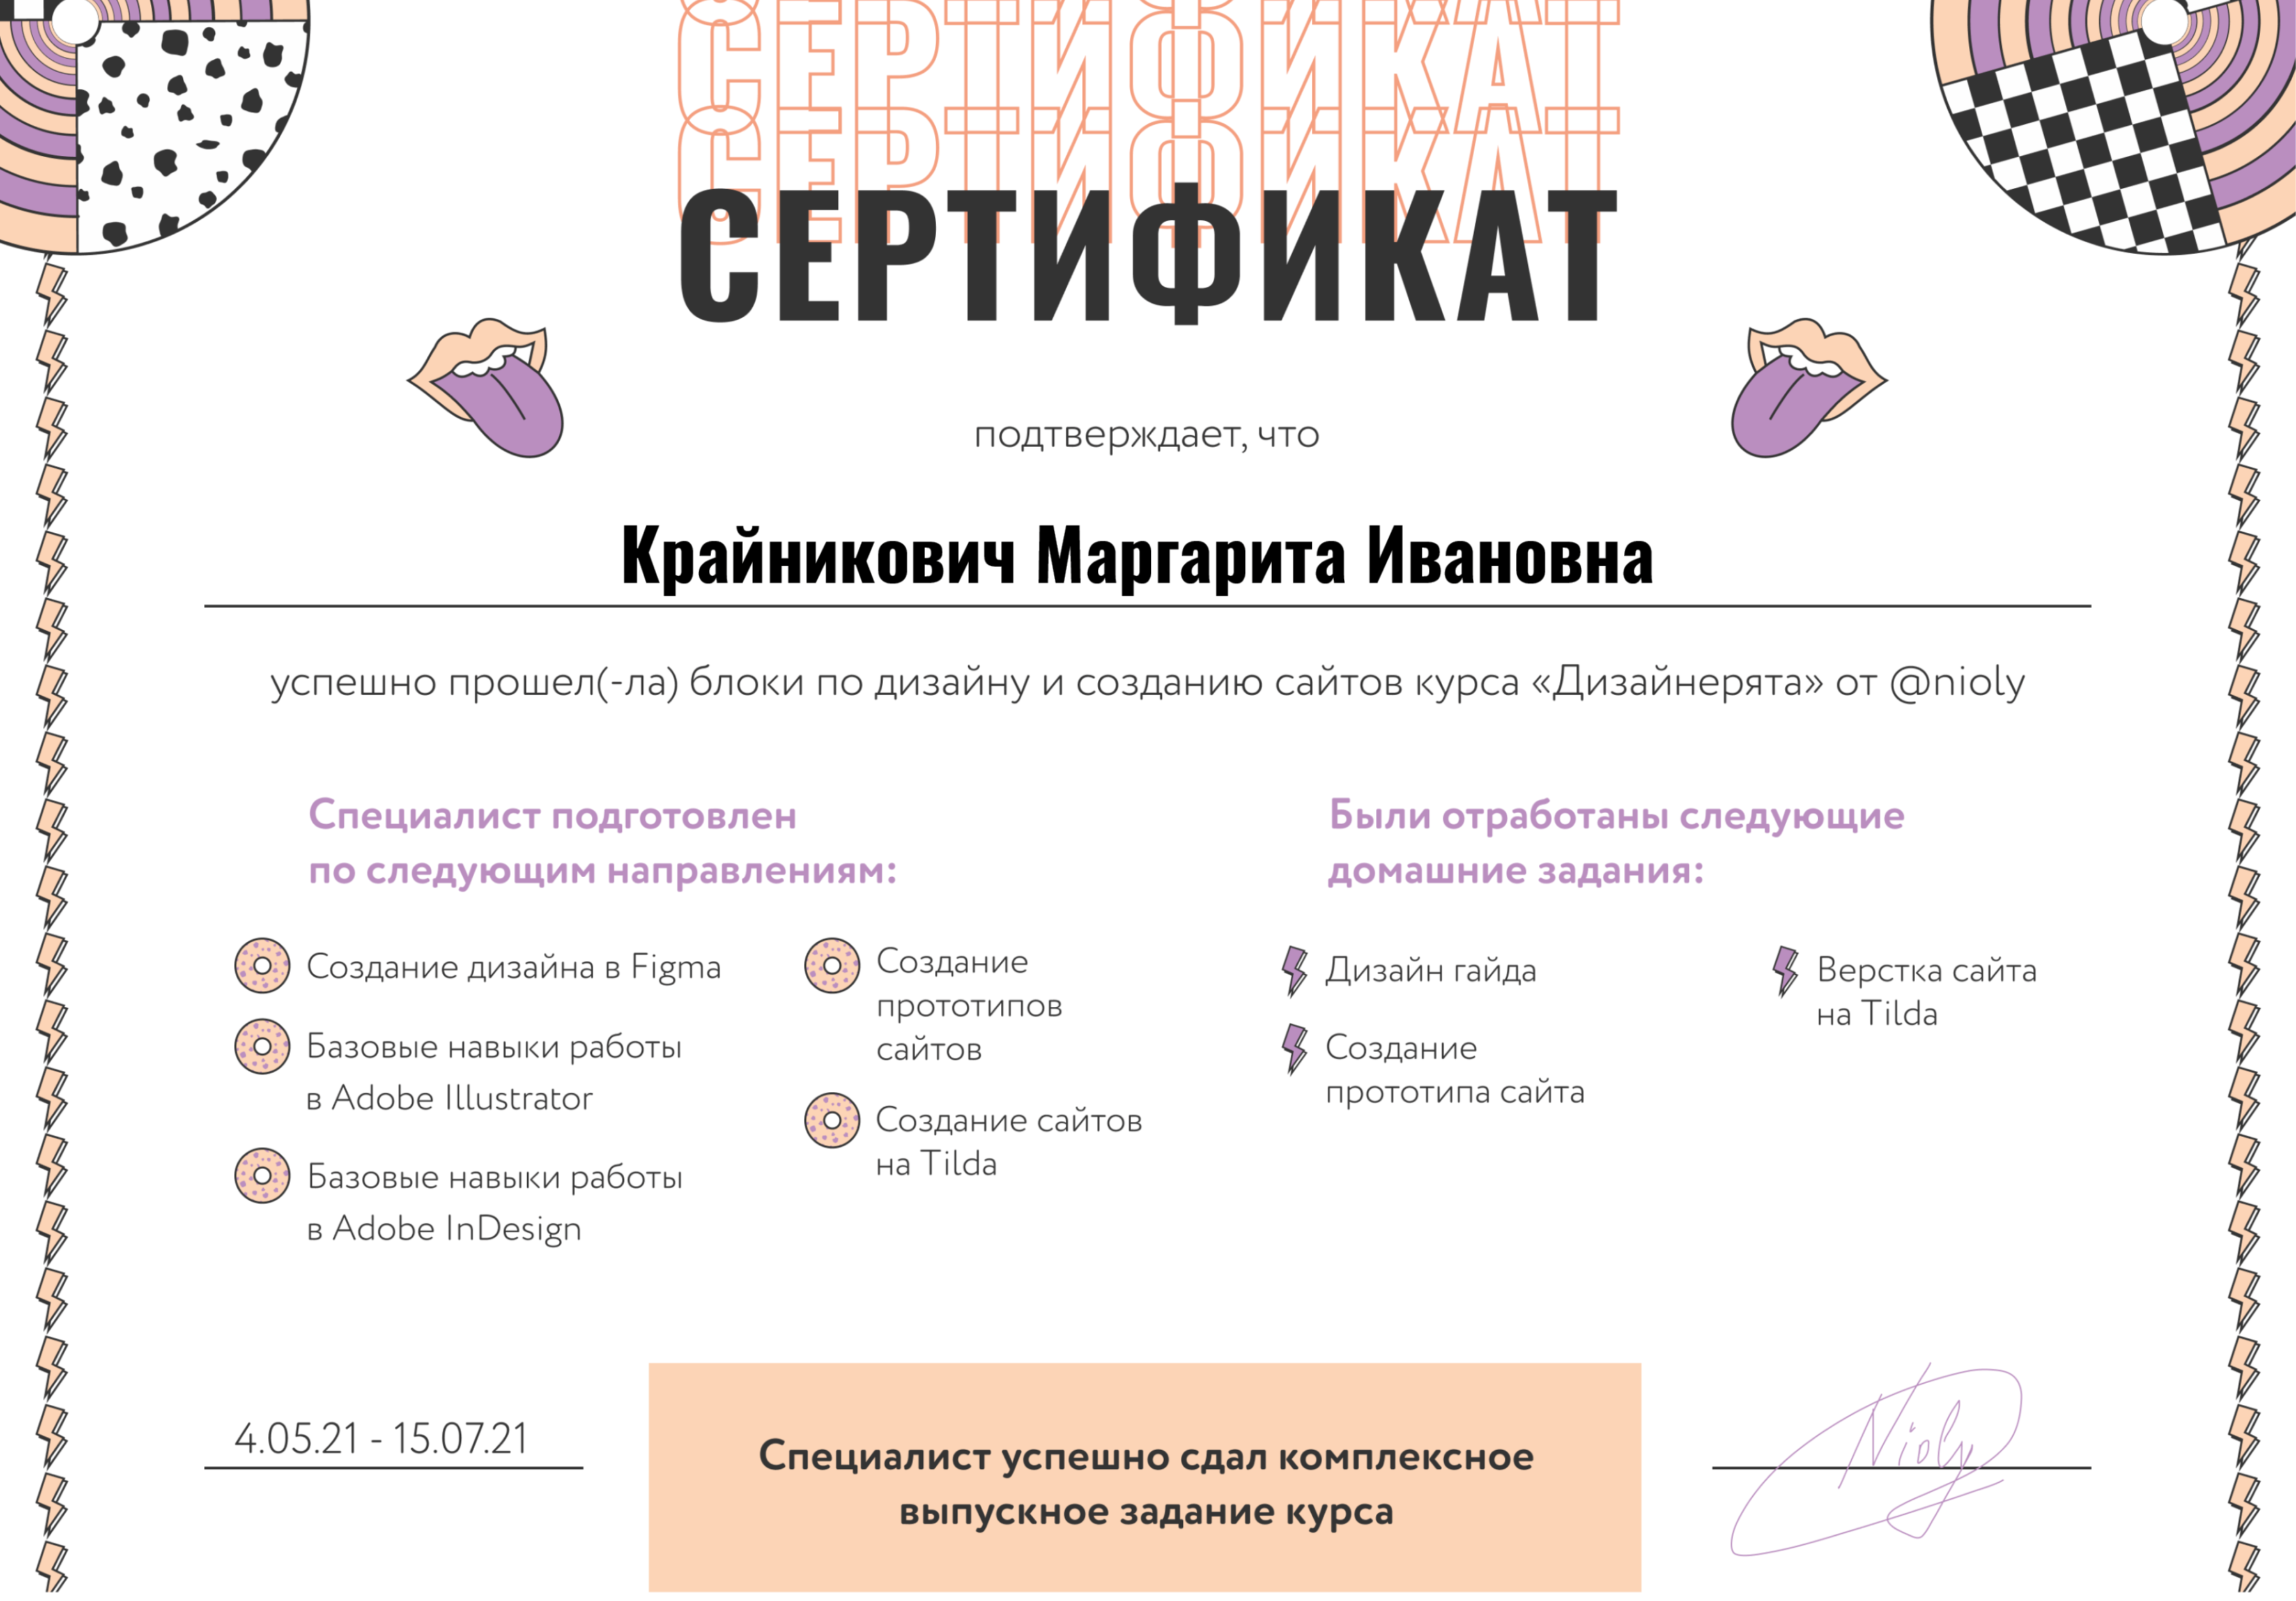 СЕРТИФИКАТ
СЕРТИФИКАТ
СЕРТИФИКАТ
подтверждает, что
Крайникович Маргарита Ивановна
успешно прошел(-ла) блоки по дизайну и созданию сайтов курса «Дизайнерята» от @nioly
Специалист подготовлен
по следующим направлениям:
Создание дизайна в Figma
Базовые навыки работы
в Adobe Illustrator
Базовые навыки работы
в Adobe InDesign
Создание
прототипов
сайтов
Создание сайтов
на Tilda
Были отработаны следующие
домашние задания:
Дизайн гайда
Создание
прототипа сайта
Верстка сайта
на Tilda
4.05.21 - 15.07.21
Специалист успешно сдал комплексное
выпускное задание курса
Nioly